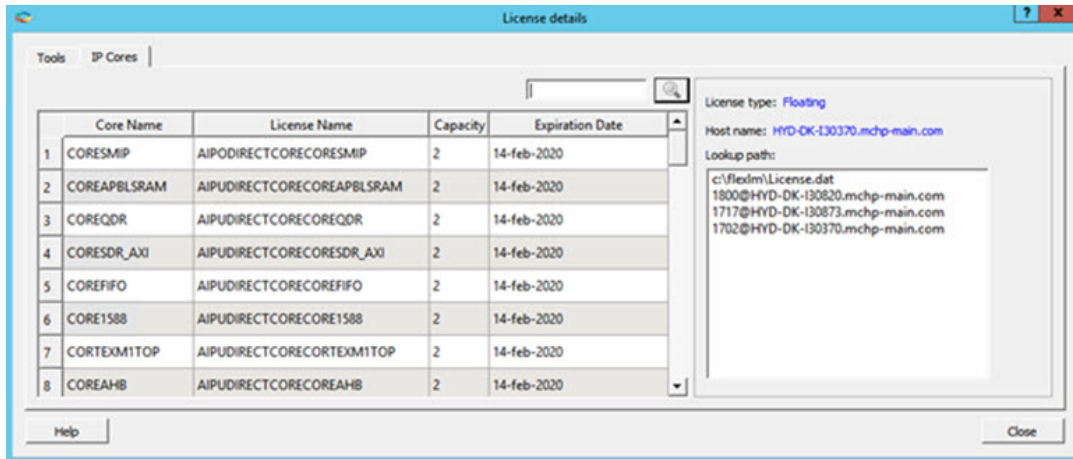 License details
? x
Tools IP Cores
Core Name License Name Capacity Expiration Date
1 CORESMIP AIPODIRECTCORECORESMIP 2 14-feb-2020
2 COREAPBLSRAM AIPUDIRECTCORECOREAPBLSRAM 2 14-feb-2020
3 COREQDR AIPUDIRECTCORECOREQDR 2 14-feb-2020
4 CORESDR_AXI AIPUDIRECTCORECORESDR_AXI 2 14-feb-2020
5 COREFIFO AIPUDIRECTCORECOREFIFO 2 14-feb-2020
6 CORE1588 AIPUDIRECTCORECORE1588 2 14-feb-2020
7 CORTEXM1TOP AIPUDIRECTCORECORTEXM1TOP 2 14-feb-2020
8 COREAHB AIPUDIRECTCORECOREAHB 2 14-feb-2020
License type: Floating
Host name: HYD-DK-I30370.mchp-main.com
Lookup path:
c:\flexlm\License.dat
1800@HYD-DK-I30820.mchp-main.com
1717@HYD-DK-I30873.mchp-main.com
1702@HYD-DK-I30370.mchp-main.com
Help Close